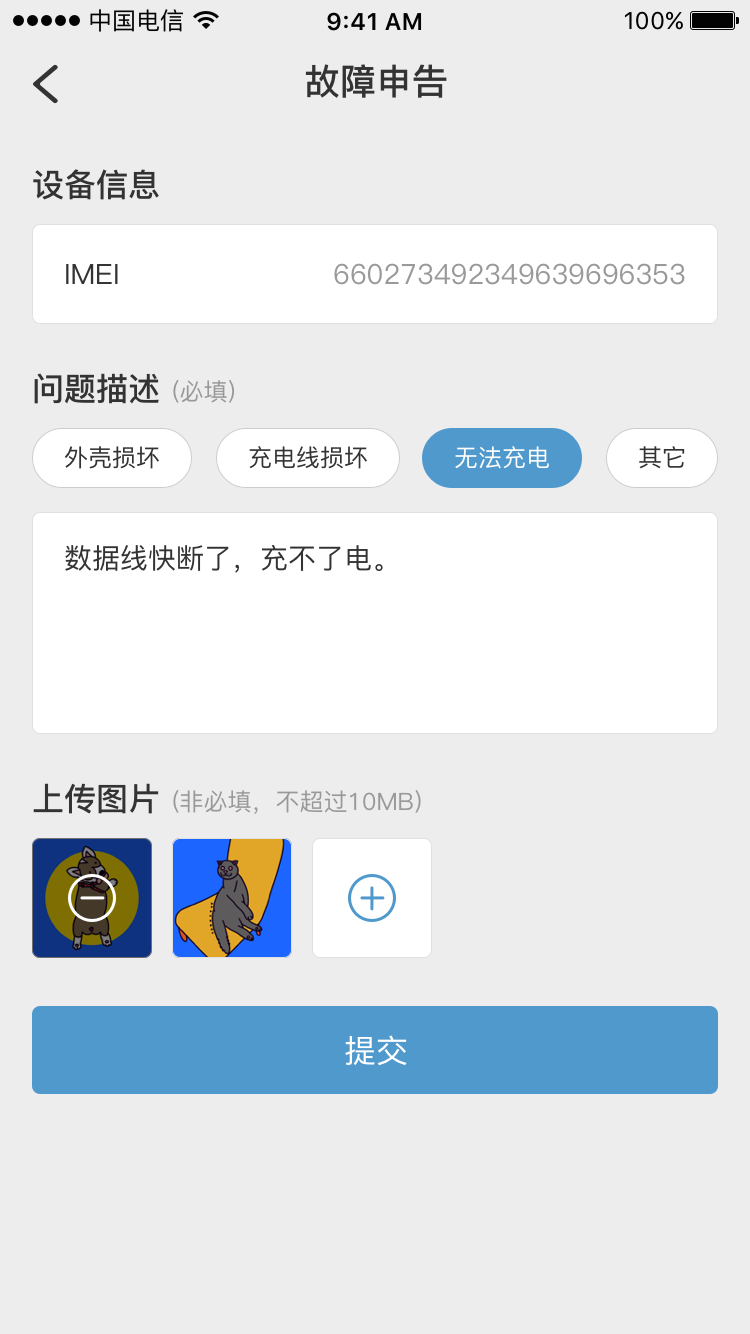 中国电信 9:41 AM 100%
故障申告
设备信息
IMEI 660273492349639696353
问题描述 (必填)
外壳损坏 充电线损坏 无法充电 其它
数据线快断了，充不了电。
上传图片 (非必填，不超过10MB)
提交